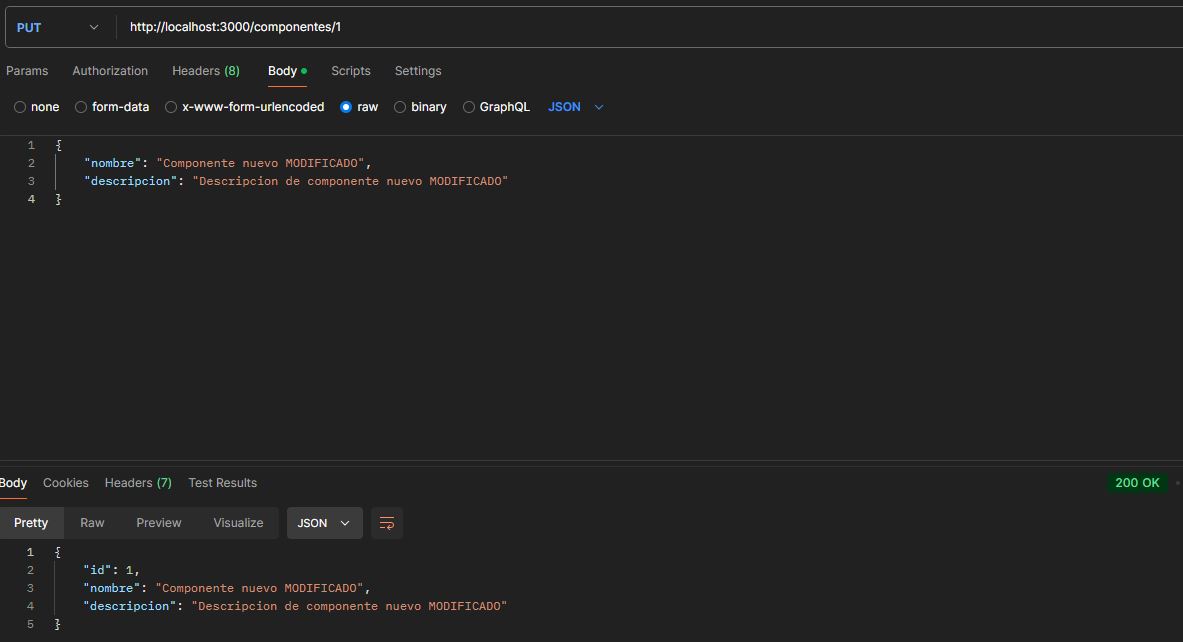 PUT http://localhost:3000/componentes/1
Params Authorization Headers (8) Body Scripts Settings
none form-data x-www-form-urlencoded raw binary GraphQL JSON
1 {
2 "nombre": "Componente nuevo MODIFICADO",
3 "descripcion": "Descripcion de componente nuevo MODIFICADO"
4 }
Body Cookies Headers (7) Test Results 200 OK
Pretty Raw Preview Visualize JSON
1 {
2 "id": 1,
3 "nombre": "Componente nuevo MODIFICADO",
4 "descripcion": "Descripcion de componente nuevo MODIFICADO"
5 }